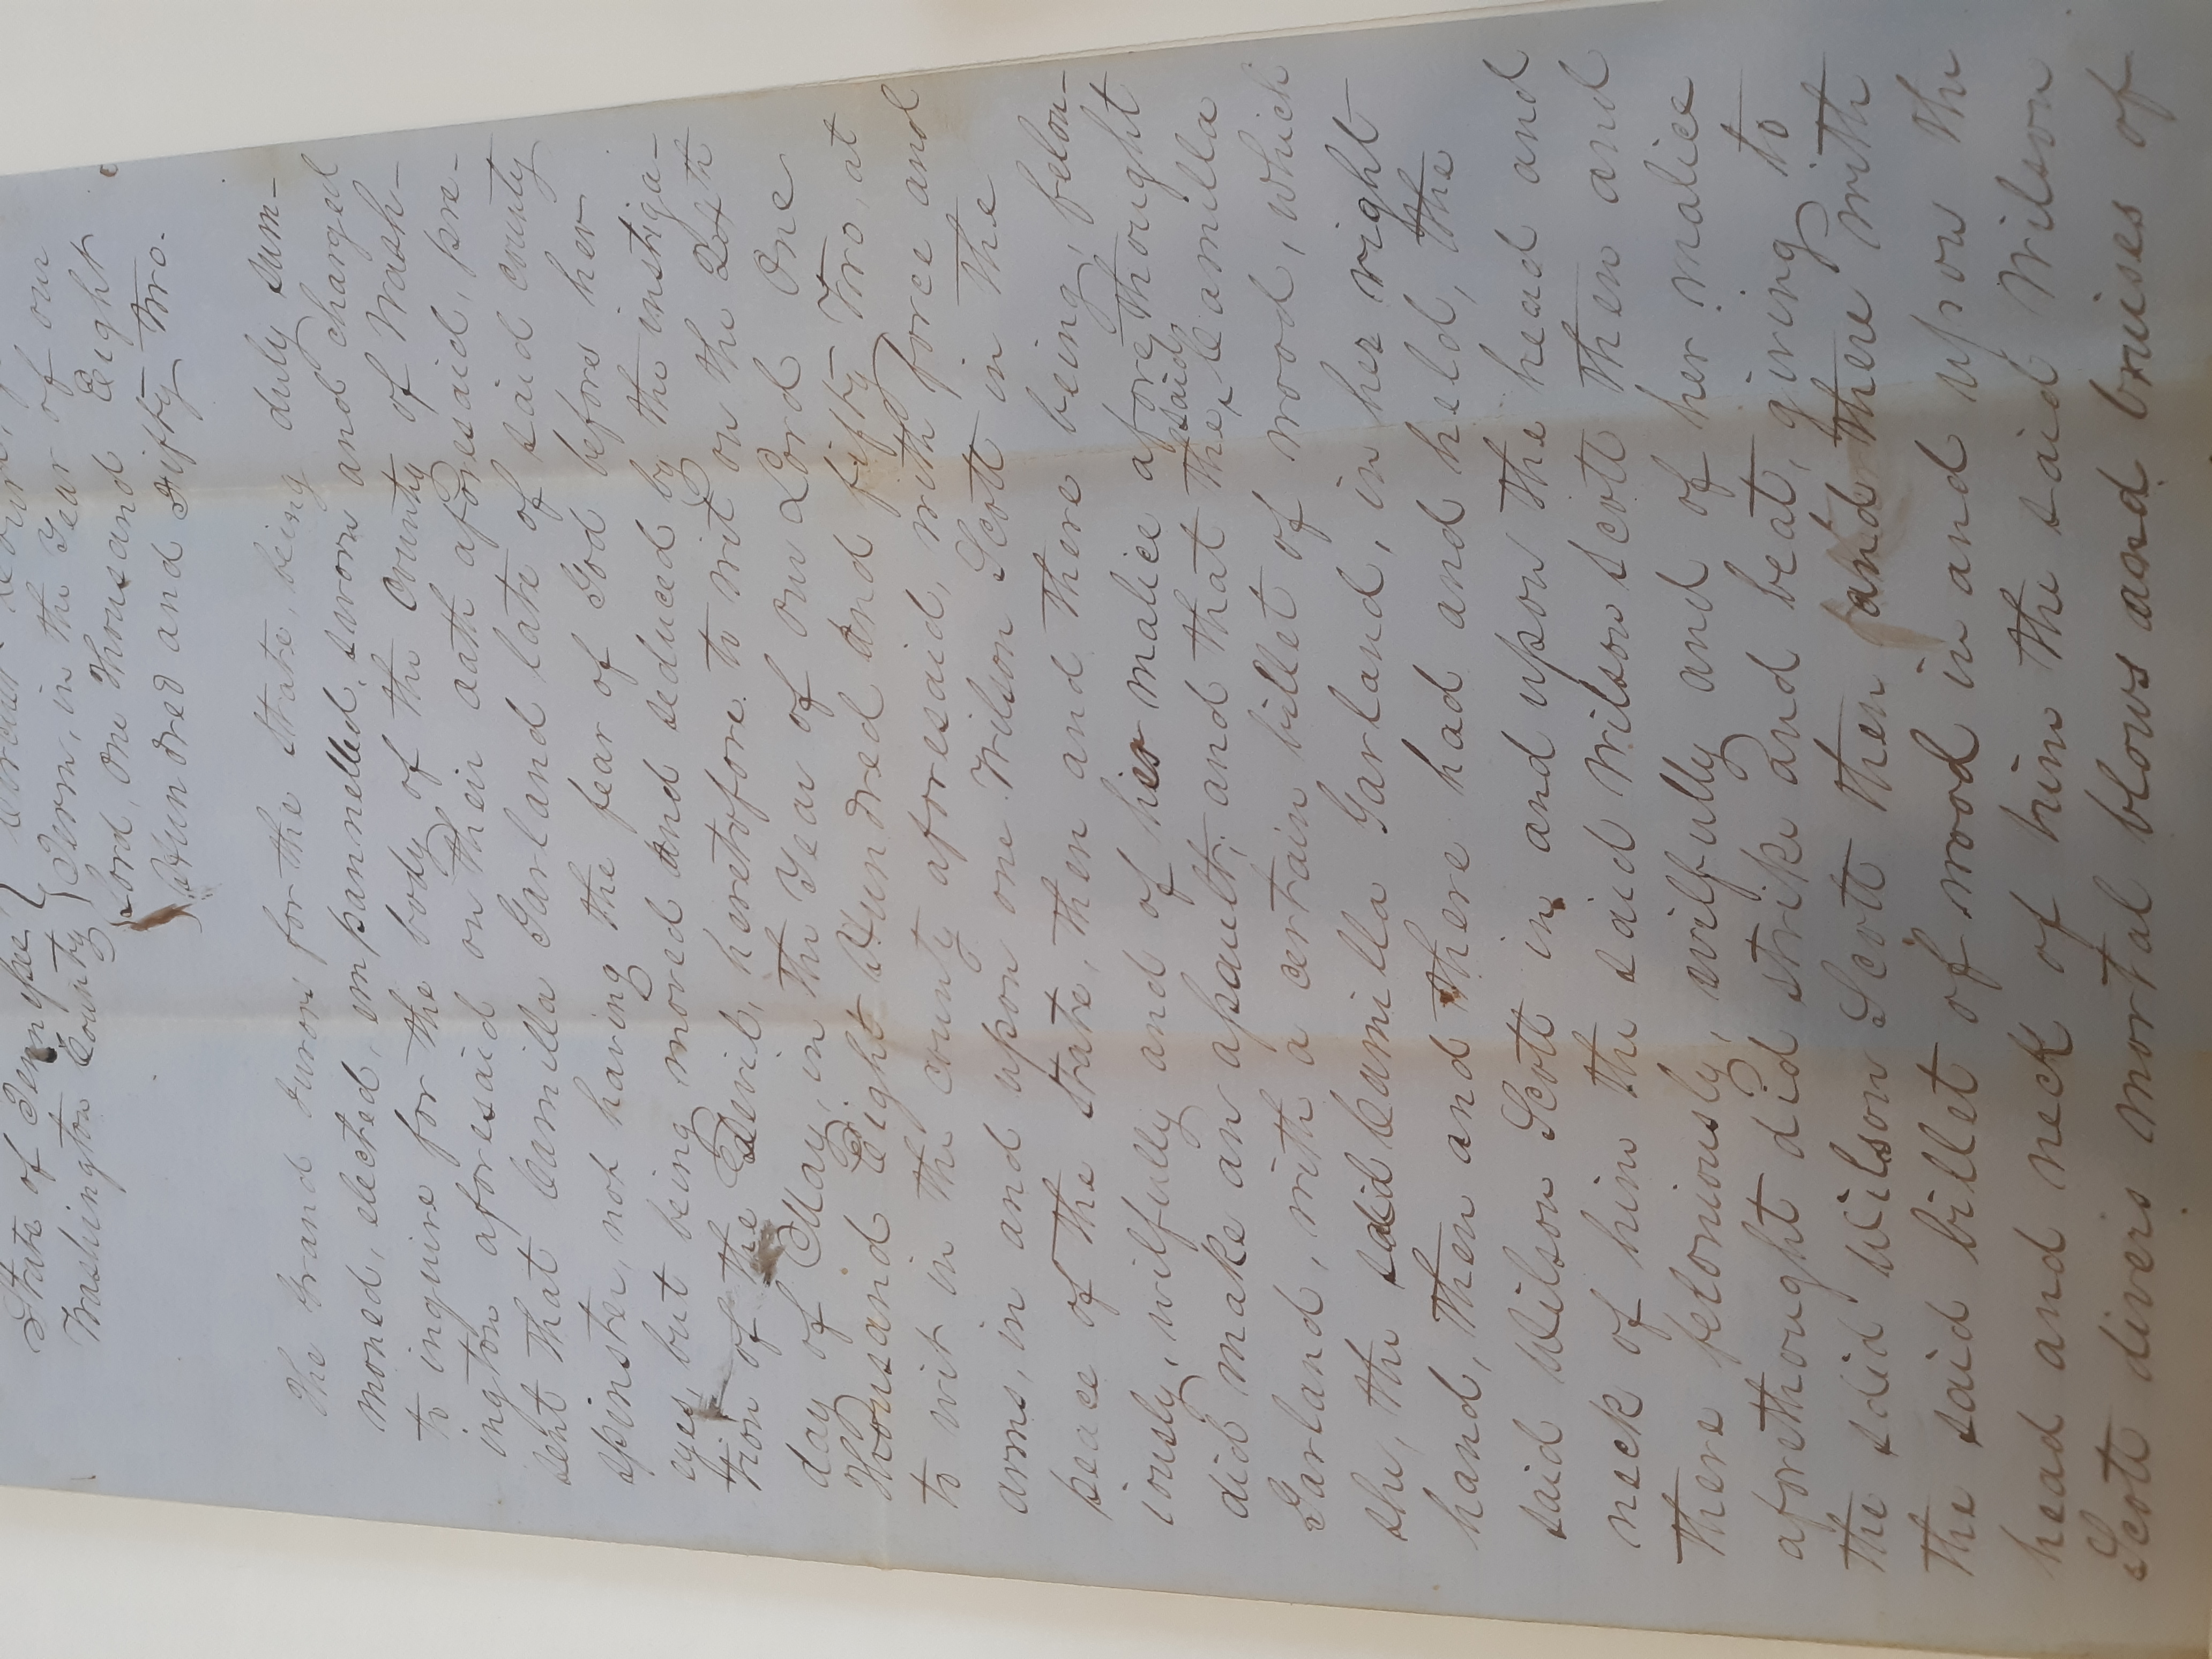 State of Tennessee } Circuit Court,
Washington County } Term, in the Year of our
Lord, One Thousand Eight
Hundred and Fifty Two.
The Grand Jurors for the State, being duly sum-
moned, elected, empannelled, sworn and charged
to inquire for the body of the County of Wash-
ington aforesaid on their oath aforesaid, pre-
sent that Camilla Garland late of said county
spinster, not having the fear of God before her
eyes, but being moved and seduced by the instiga-
tion of the Devil, heretofore to wit on the 24th
day of May, in the Year of our Lord One
Thousand Eight Hundred and fifty Two, at
to wit in the county aforesaid, with force and
arms, in and upon one Wilson Scott in the
peace of the State, then and there being, felon-
iously, wilfully and of her malice aforethought
did make an assault; and that the said Camilla
Garland, with a certain billet of wood, which
she, the said Camilla Garland, in her right
hand, then and there had and held, the
said Wilson Scott in and upon the head and
neck of him the said Wilson Scott then and
there feloniously, wilfully and of her malice
aforethought did strike and beat, giving to
the said Wilson Scott then and there with
the said billet of wood in and upon the
head and neck of him the said Wilson
Scott divers mortal blows and bruises of